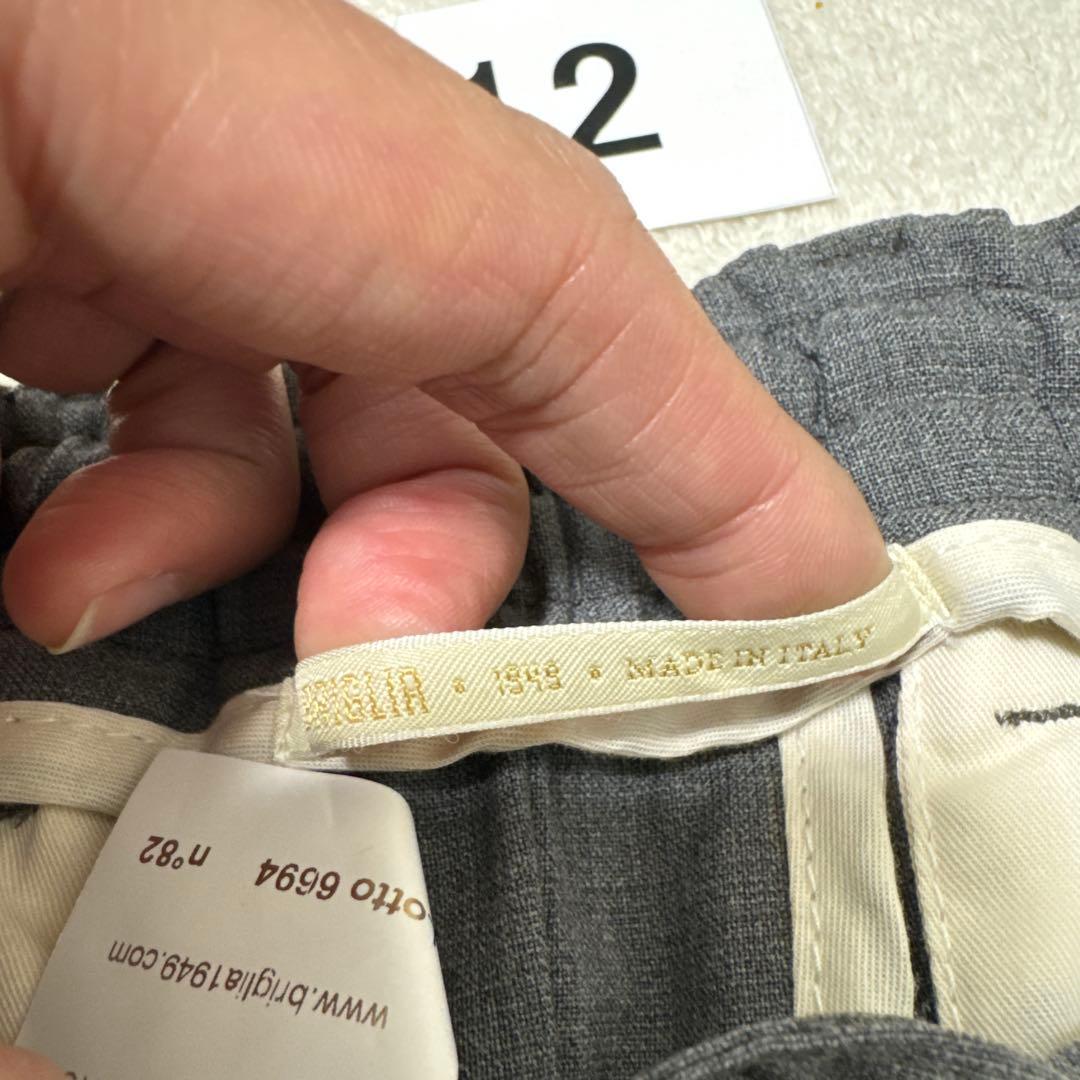 12
BRIGLIA • 1949 • MADE IN ITALY
otto 6694 n°82
www.briglia1949.com